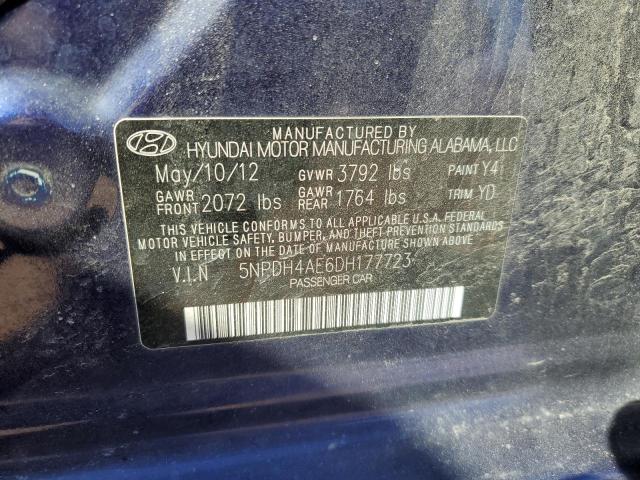 MANUFACTURED BY
HYUNDAI MOTOR MANUFACTURING ALABAMA, LLC
May/10/12 GVWR 3792 lbs PAINT Y4
GAWR FRONT 2072 lbs GAWR REAR 1764 lbs TRIM YD
THIS VEHICLE CONFORMS TO ALL APPLICABLE U.S.A. FEDERAL
MOTOR VEHICLE SAFETY, BUMPER, AND THEFT PREVENTION
STANDARDS IN EFFECT ON THE DATE OF MANUFACTURE SHOWN ABOVE.
V.I.N 5NPDH4AE6DH177723
PASSENGER CAR